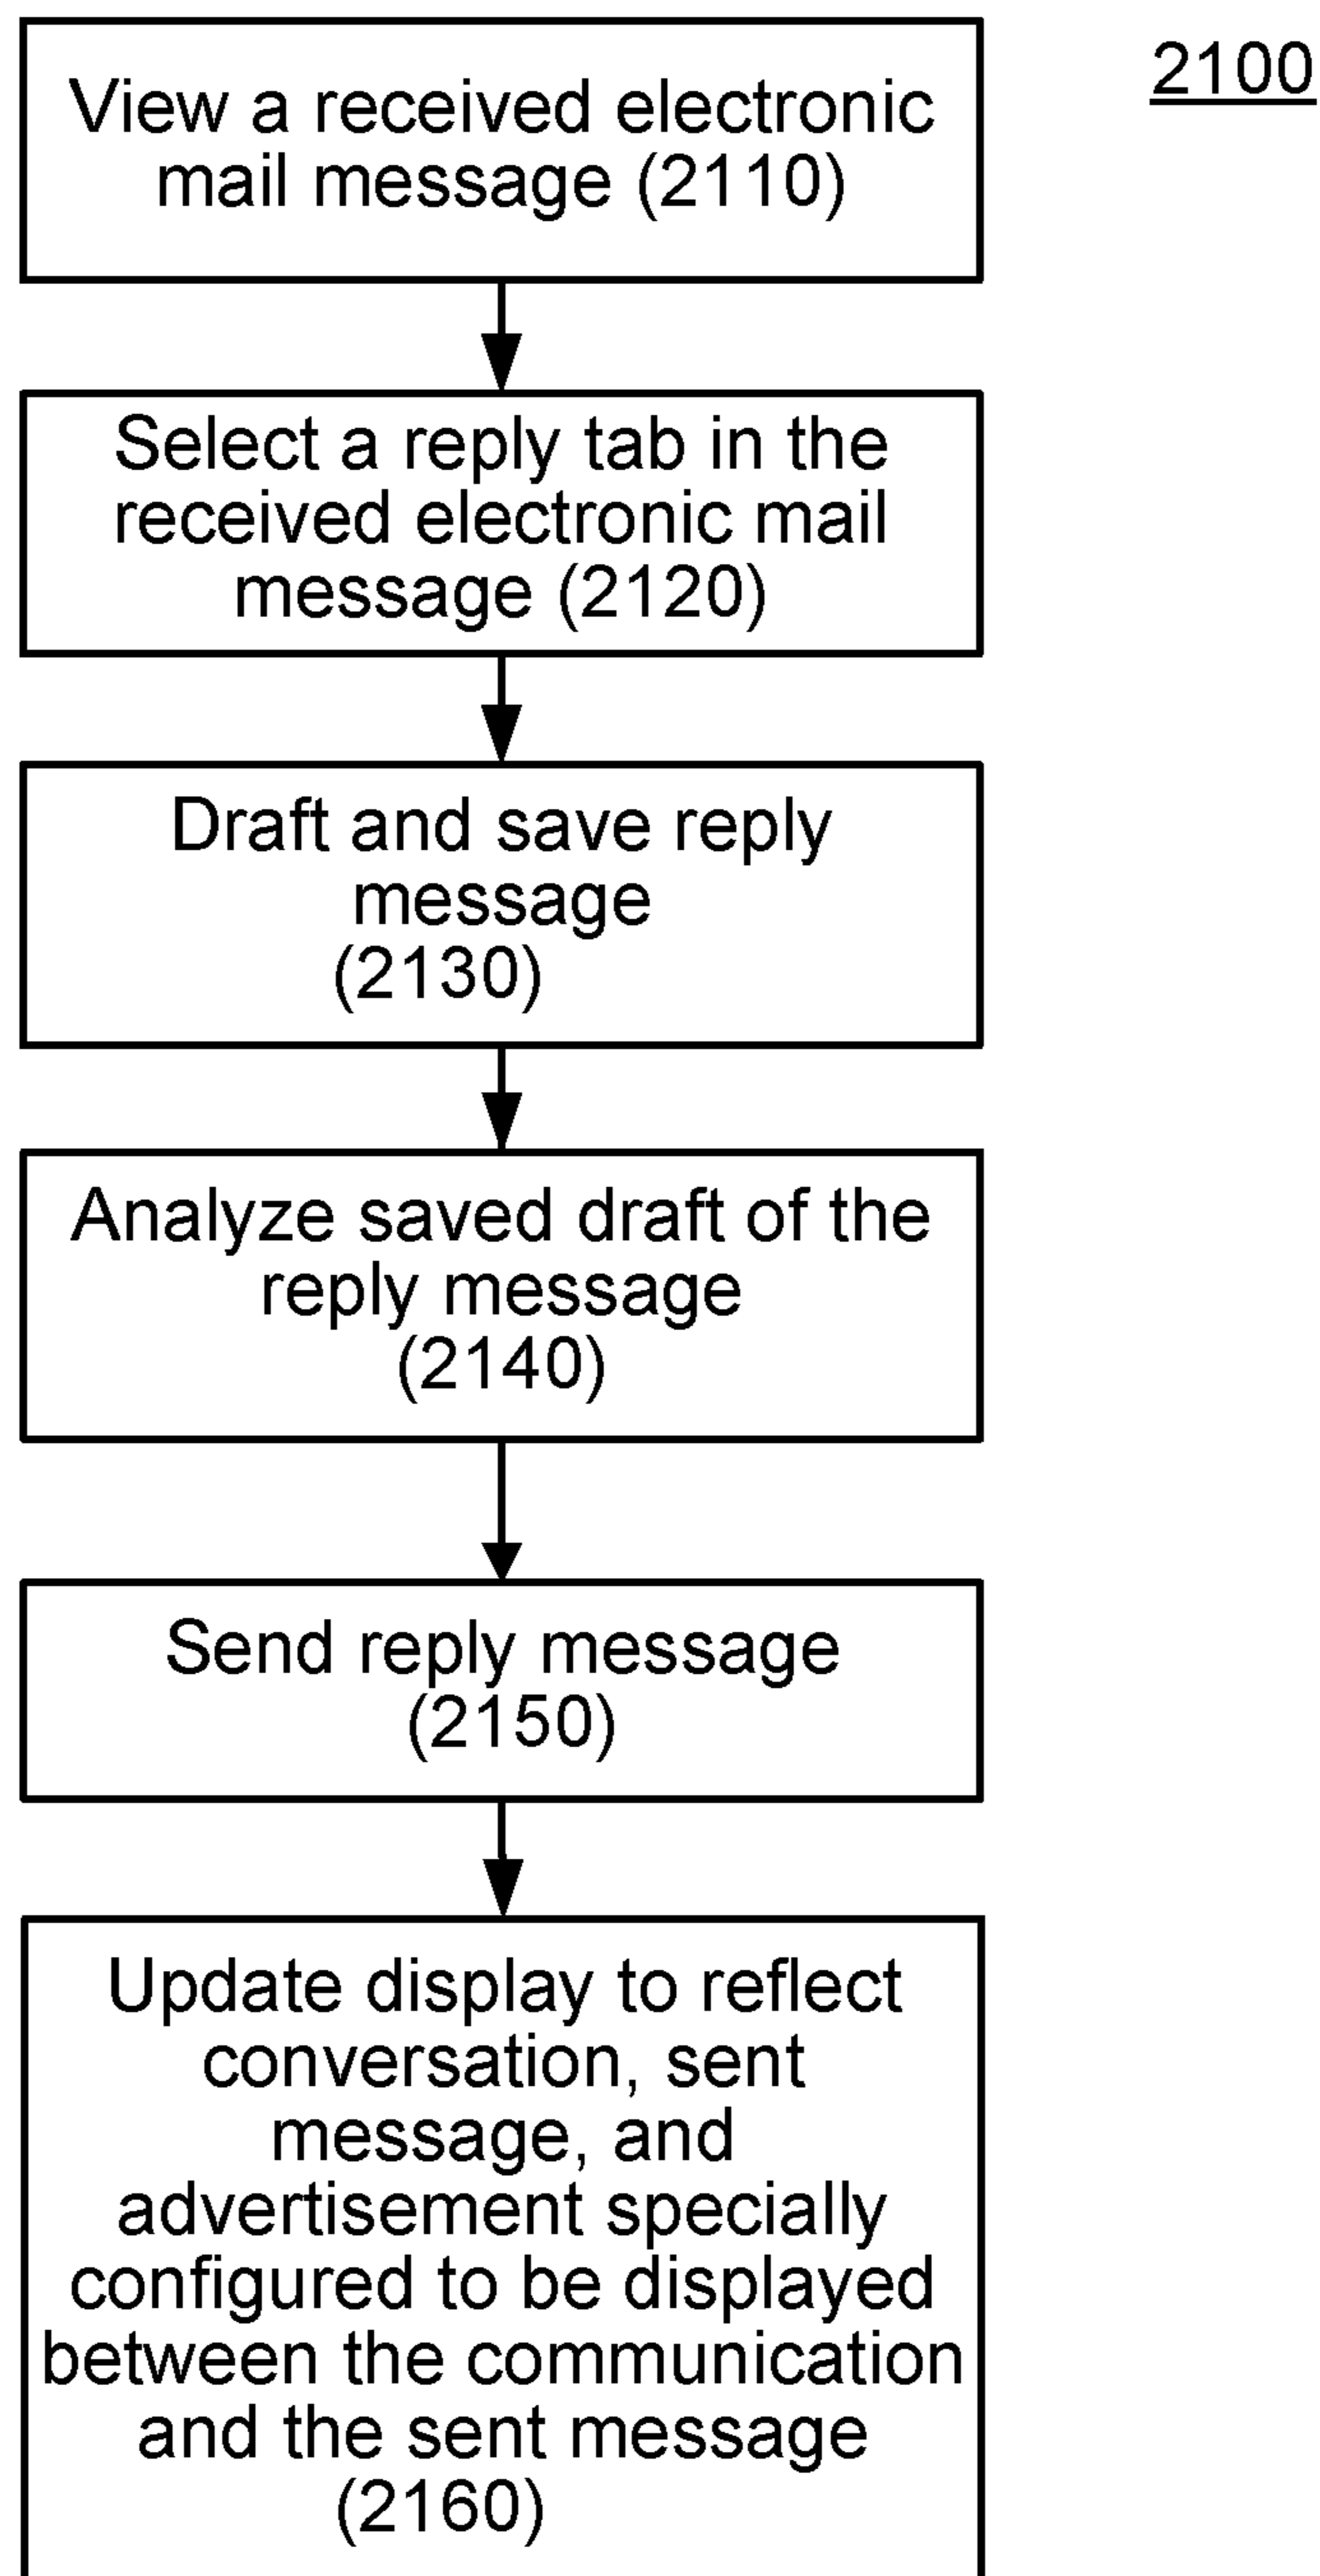 2100
View a received electronic
mail message (2110)
Select a reply tab in the
received electronic mail
message (2120)
Draft and save reply
message
(2130)
Analyze saved draft of the
reply message
(2140)
Send reply message
(2150)
Update display to reflect
conversation, sent
message, and
advertisement specially
configured to be displayed
between the communication
and the sent message
(2160)